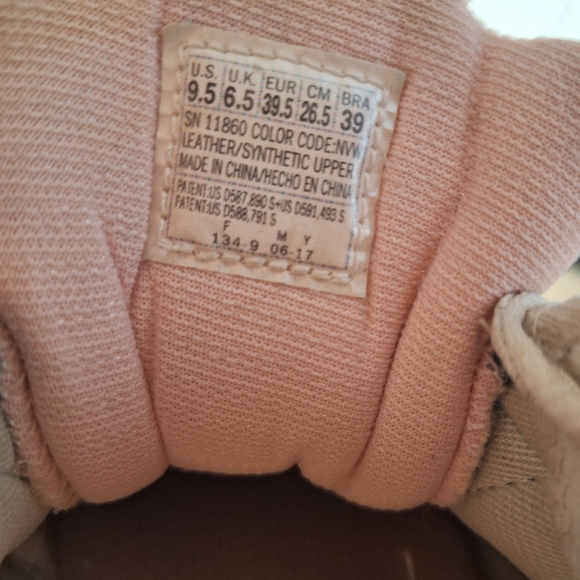 U.S. U.K. EUR CM BRA
9.5 6.5 39.5 26.5 39
SN 11860 COLOR CODE:NVW
LEATHER/SYNTHETIC UPPER
MADE IN CHINA/HECHO EN CHINA
PATENT:US D587,890 S+US D591,493 S
PATENT:US D588,791 S
F M Y
134-9 06-17